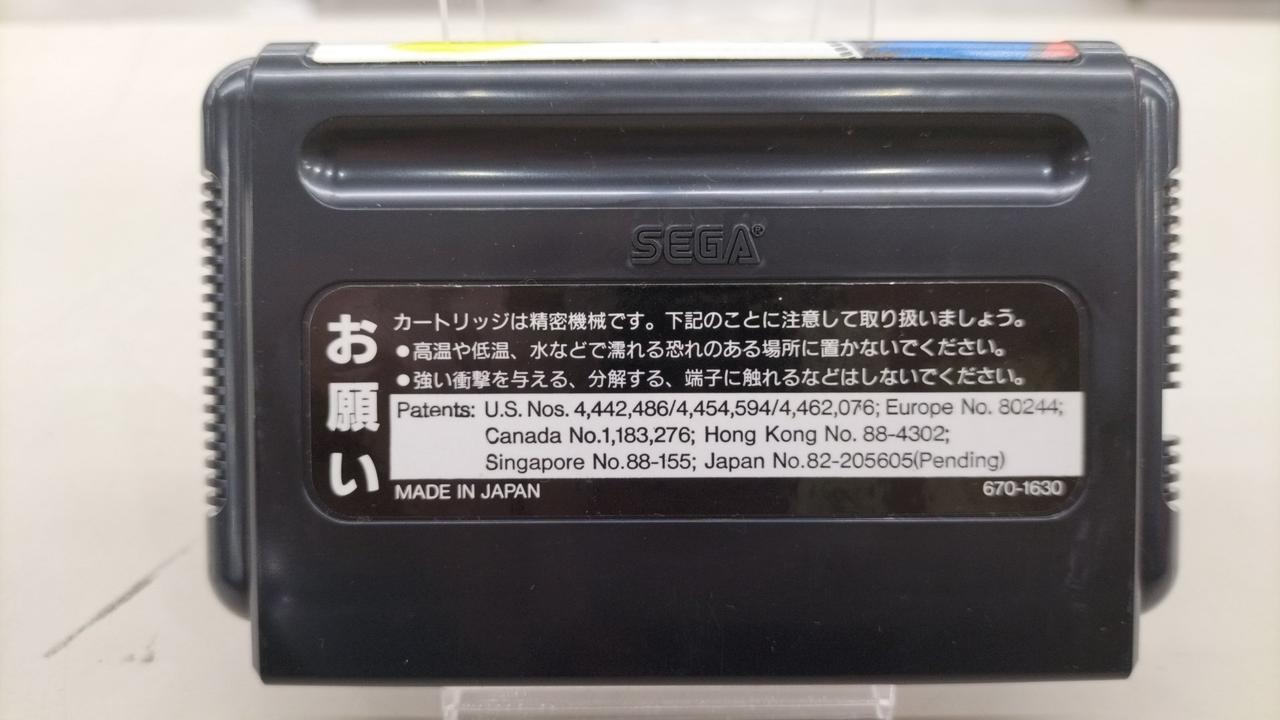 SEGA®
お願い
カートリッジは精密機械です。下記のことに注意して取り扱いましょう。
●高温や低温、水などで濡れる恐れのある場所に置かないでください。
●強い衝撃を与える、分解する、端子に触れるなどはしないでください。
Patents: U.S. Nos. 4,442,486/4,454,594/4,462,076; Europe No. 80244;
Canada No.1,183,276; Hong Kong No. 88-4302;
Singapore No.88-155; Japan No.82-205605(Pending)
MADE IN JAPAN 670-1630